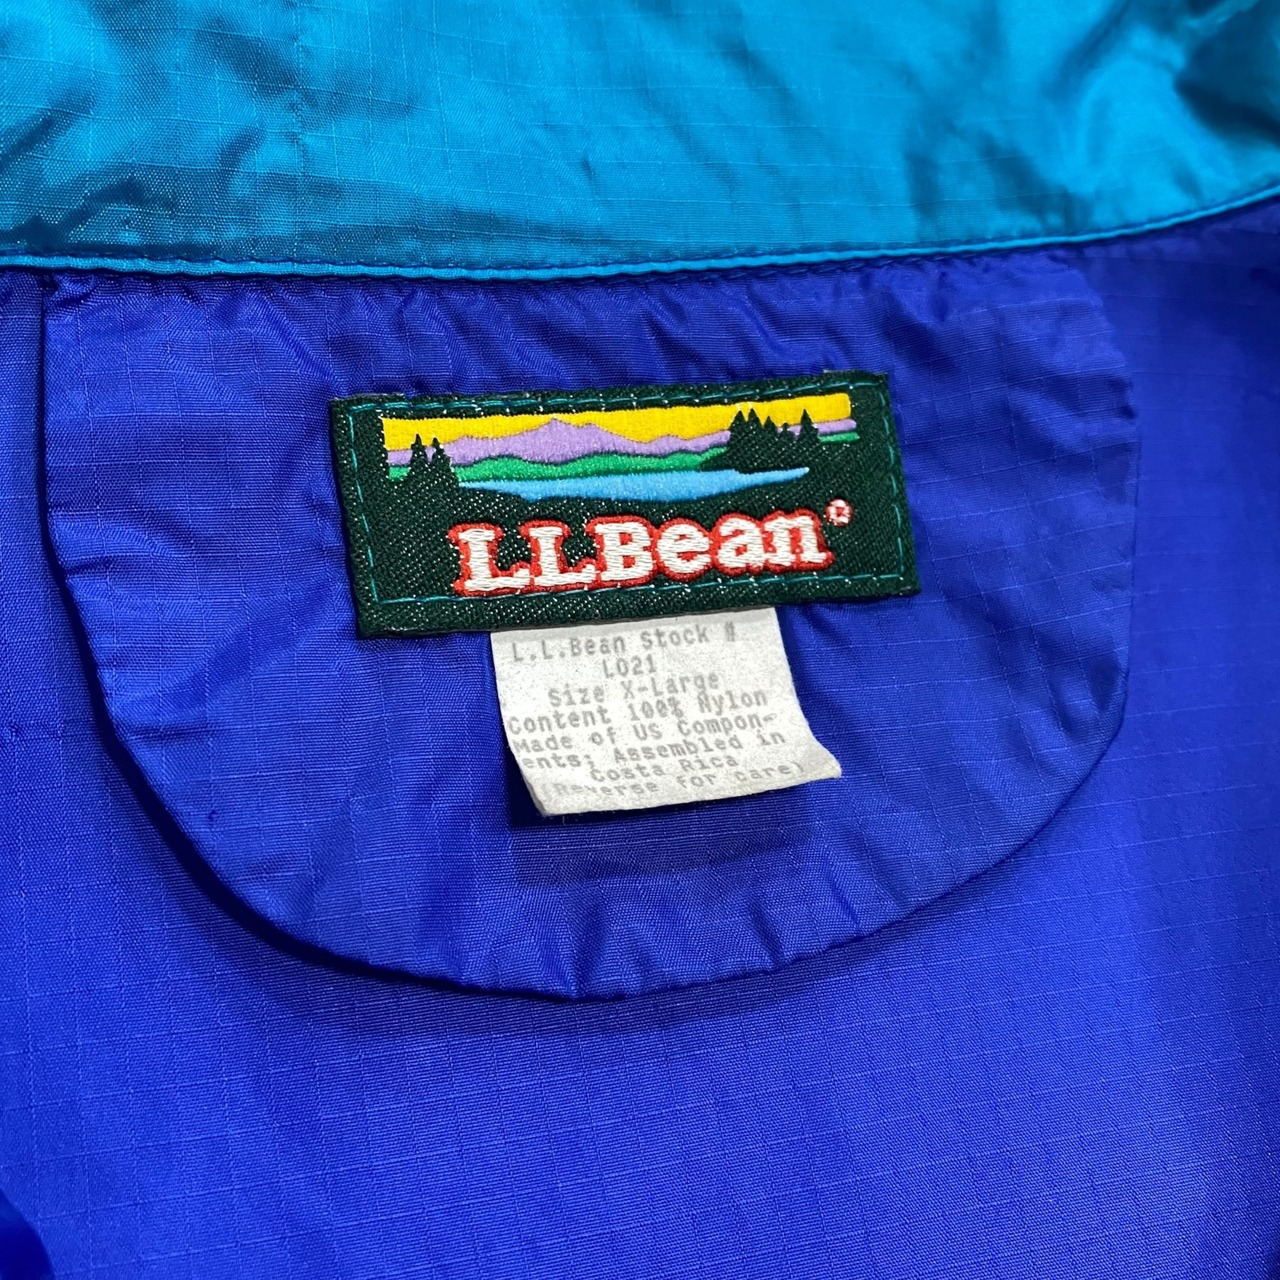 LLBean®
L.L.Bean Stock #
L021
Size X-Large
Content 100% Nylon
Made of US Compon-
ents; Assembled in
Costa Rica
(Reverse for care)